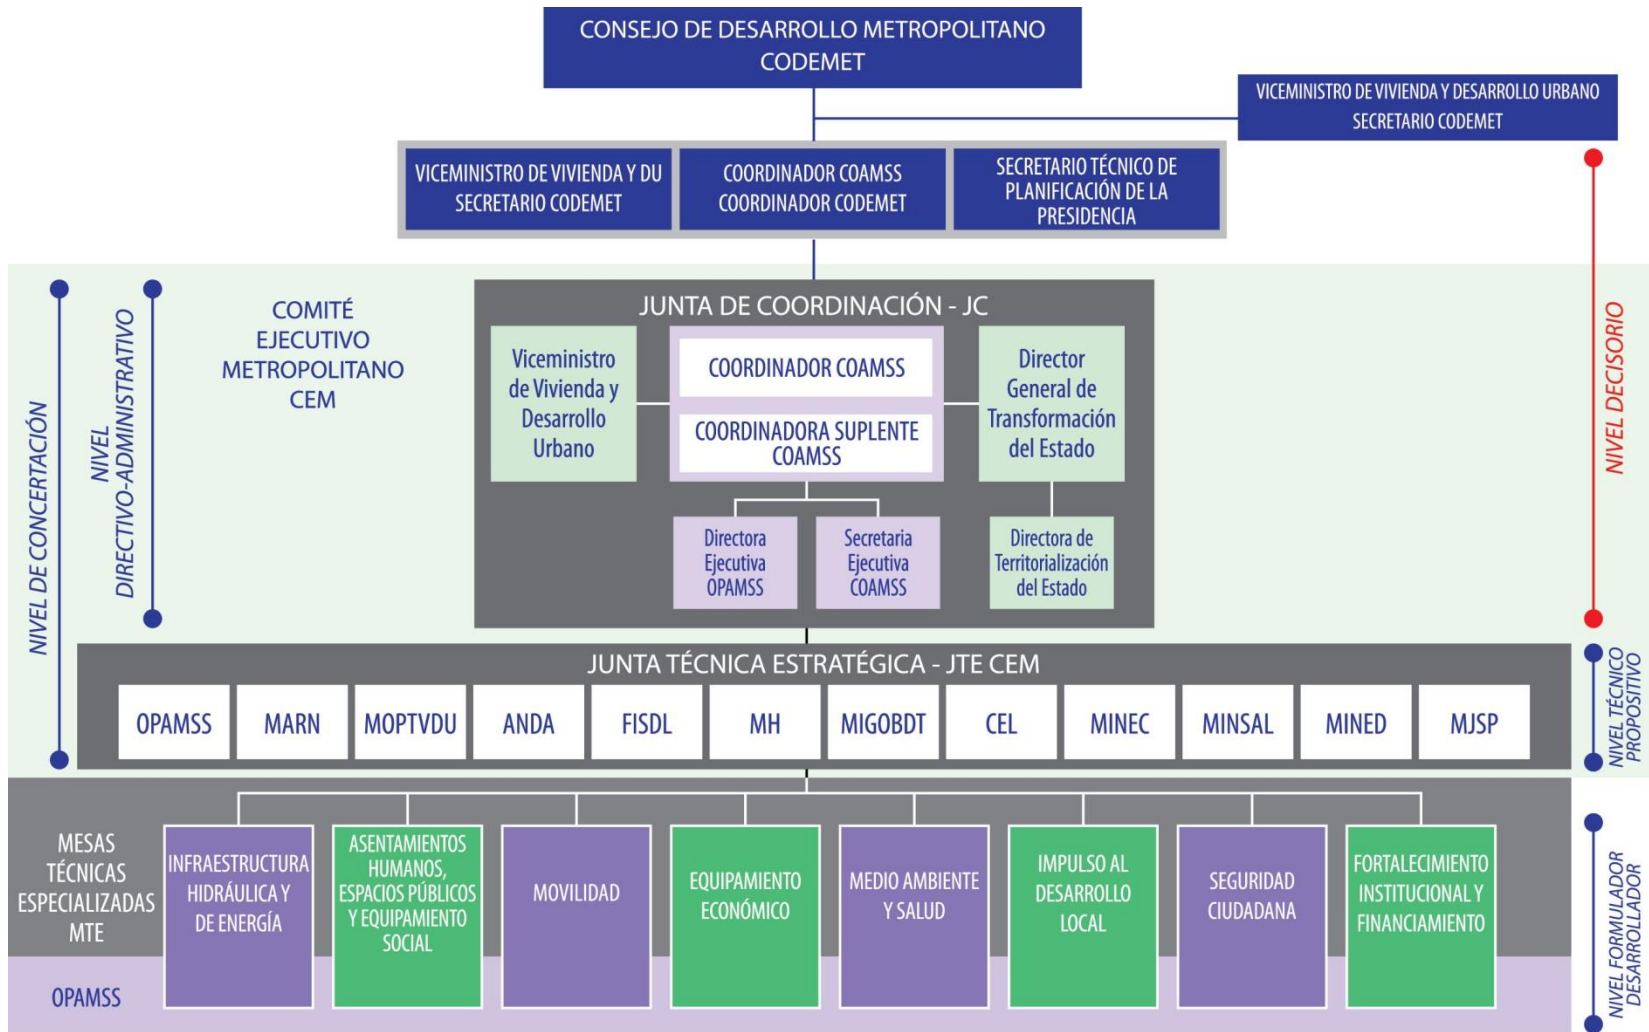 CONSEJO DE DESARROLLO METROPOLITANO
CODEMET
VICEMINISTRO DE VIVIENDA Y DESARROLLO URBANO
SECRETARIO CODEMET
VICEMINISTRO DE VIVIENDA Y DU
SECRETARIO CODEMET
COORDINADOR COAMSS
COORDINADOR CODEMET
SECRETARIO TÉCNICO DE
PLANIFICACIÓN DE LA
PRESIDENCIA
NIVEL DE CONCERTACIÓN
NIVEL
DIRECTIVO-ADMINISTRATIVO
COMITÉ
EJECUTIVO
METROPOLITANO
CEM
JUNTA DE COORDINACIÓN - JC
Viceministro
de Vivienda y
Desarrollo
Urbano
COORDINADOR COAMSS
COORDINADORA SUPLENTE
COAMSS
Director
General de
Transformación
del Estado
Directora
Ejecutiva
OPAMSS
Secretaria
Ejecutiva
COAMSS
Directora de
Territorialización
del Estado
NIVEL DECISORIO
JUNTA TÉCNICA ESTRATÉGICA - JTE CEM
OPAMSS
MARN
MOPTVDU
ANDA
FISDL
MH
MIGOBDT
CEL
MINEC
MINSAL
MINED
MJSP
NIVEL TÉCNICO
PROPOSITIVO
MESAS
TÉCNICAS
ESPECIALIZADAS
MTE
INFRAESTRUCTURA
HIDRÁULICA Y
DE ENERGÍA
ASENTAMIENTOS
HUMANOS,
ESPACIOS PÚBLICOS
Y EQUIPAMIENTO
SOCIAL
MOVILIDAD
EQUIPAMIENTO
ECONÓMICO
MEDIO AMBIENTE
Y SALUD
IMPULSO AL
DESARROLLO
LOCAL
SEGURIDAD
CIUDADANA
FORTALECIMIENTO
INSTITUCIONAL Y
FINANCIAMIENTO
OPAMSS
NIVEL FORMULADOR
DESARROLLADOR